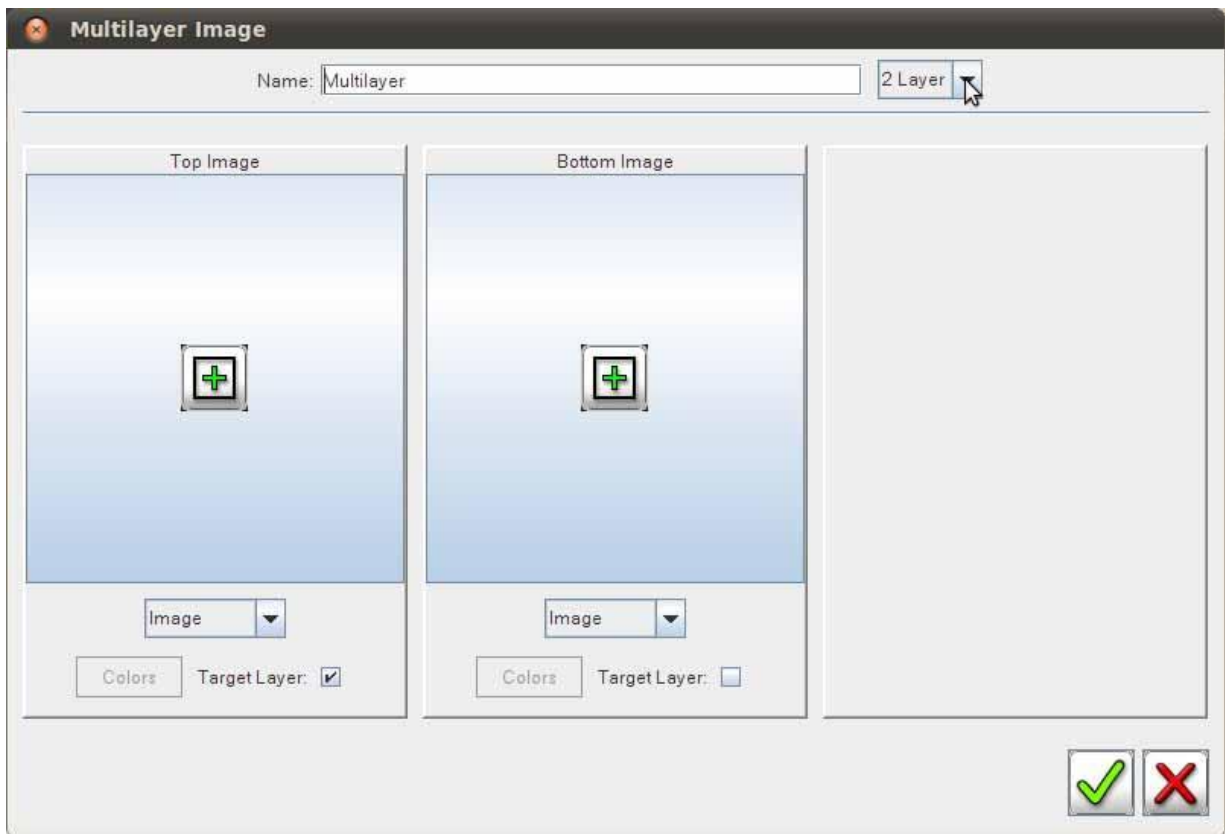 Multilayer Image
Name: Multilayer 2 Layer
Top Image Bottom Image
Image Image
Colors Target Layer: Colors Target Layer: